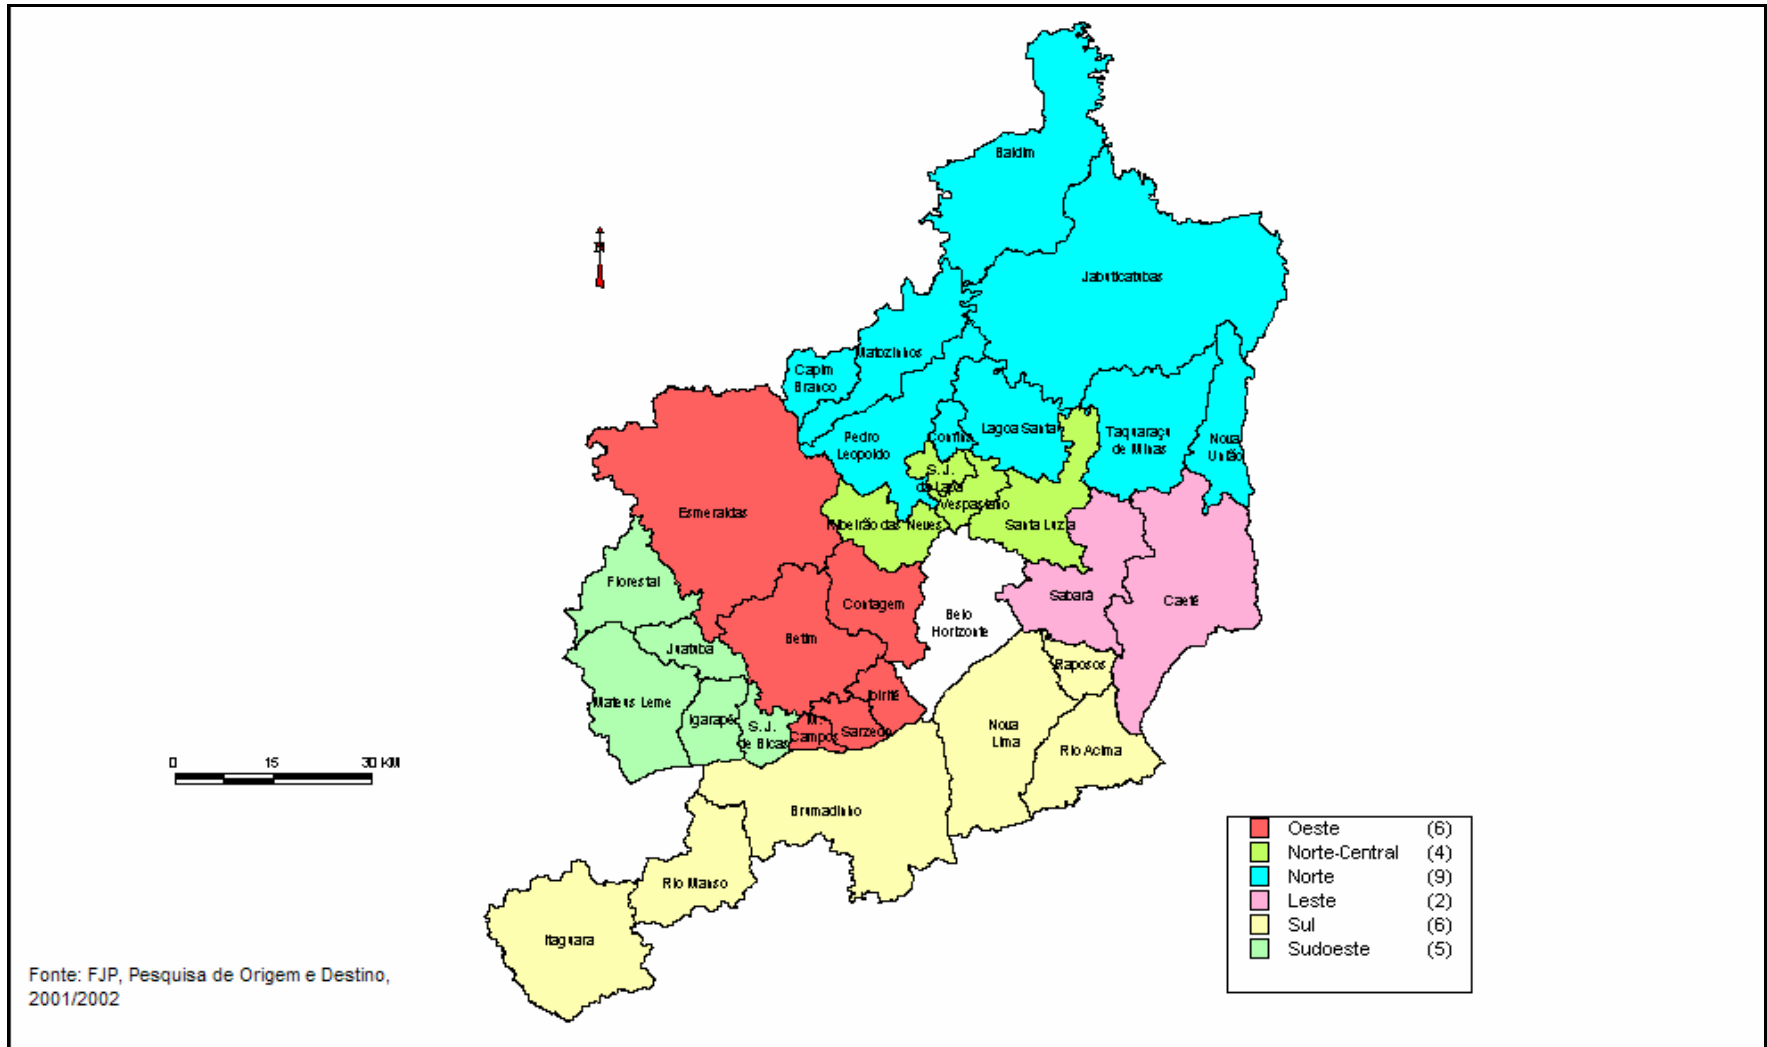 Baldim
Jabuticatubas
Matozinhos
Capim
Branco
Pedro
Leopoldo
Confins
Lagoa Santa
Taquaraçu
de Minas
Nova
União
S. J.
da Lapa
Vespasiano
Ribeirão das Neves
Santa Luzia
Esmeraldas
Florestal
Contagem
Betim
Belo
Horizonte
Sabará
Caeté
Juatuba
Raposos
Mateus Leme
Igarapé
S. J.
de Bicas
M.
Campos
Sarzedo
Ibirité
Nova
Lima
Rio Acima
Brumadinho
Rio Manso
Itaguara
0 15 30 KM
Oeste (6)
Norte-Central (4)
Norte (9)
Leste (2)
Sul (6)
Sudoeste (5)
Fonte: FJP, Pesquisa de Origem e Destino,
2001/2002